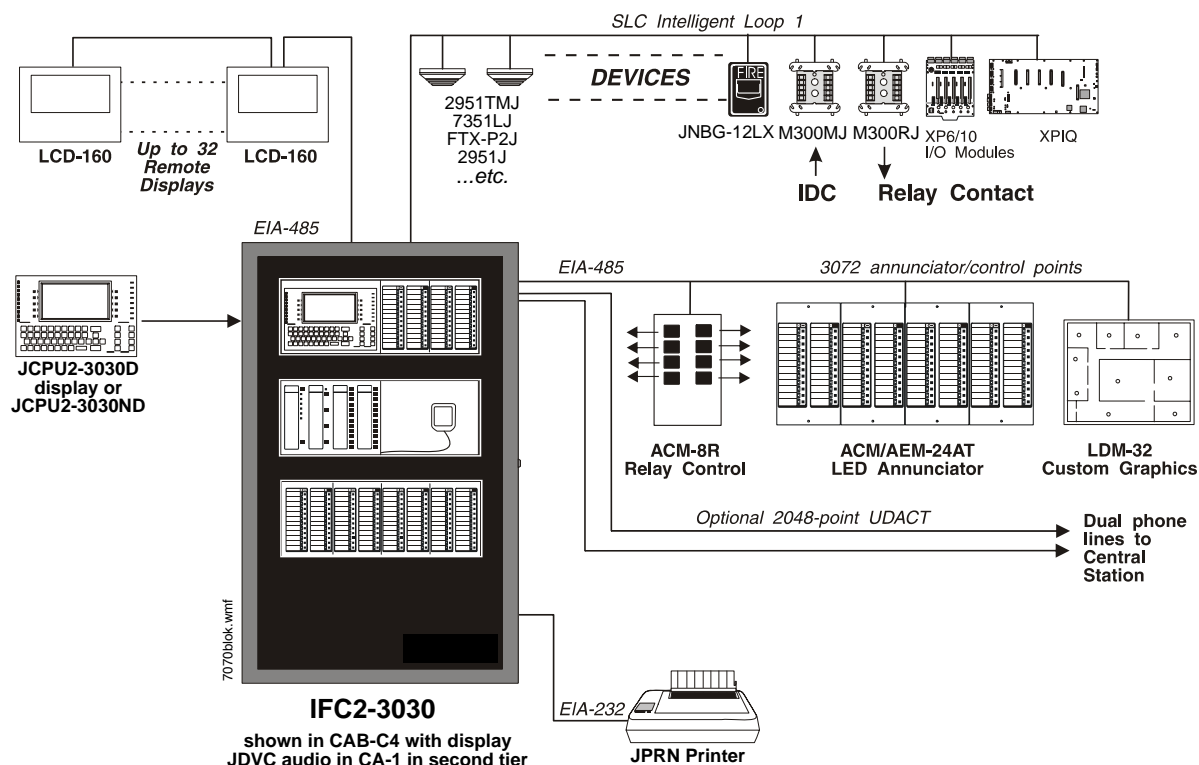 SLC Intelligent Loop 1
LCD-160
Up to 32
Remote
Displays
LCD-160
2951TMJ
7351LJ
FTX-P2J
2951J
...etc.
DEVICES
FIRE
JNBG-12LX
M300MJ
M300RJ
XP6/10
I/O Modules
XPIQ
IDC
Relay Contact
EIA-485
EIA-485
3072 annunciator/control points
JCPU2-3030D
display or
JCPU2-3030ND
ACM-8R
Relay Control
ACM/AEM-24AT
LED Annunciator
LDM-32
Custom Graphics
Optional 2048-point UDACT
Dual phone
lines to
Central
Station
7070blok.wmf
IFC2-3030
shown in CAB-C4 with display
JDVC audio in CA-1 in second tier
EIA-232
JPRN Printer